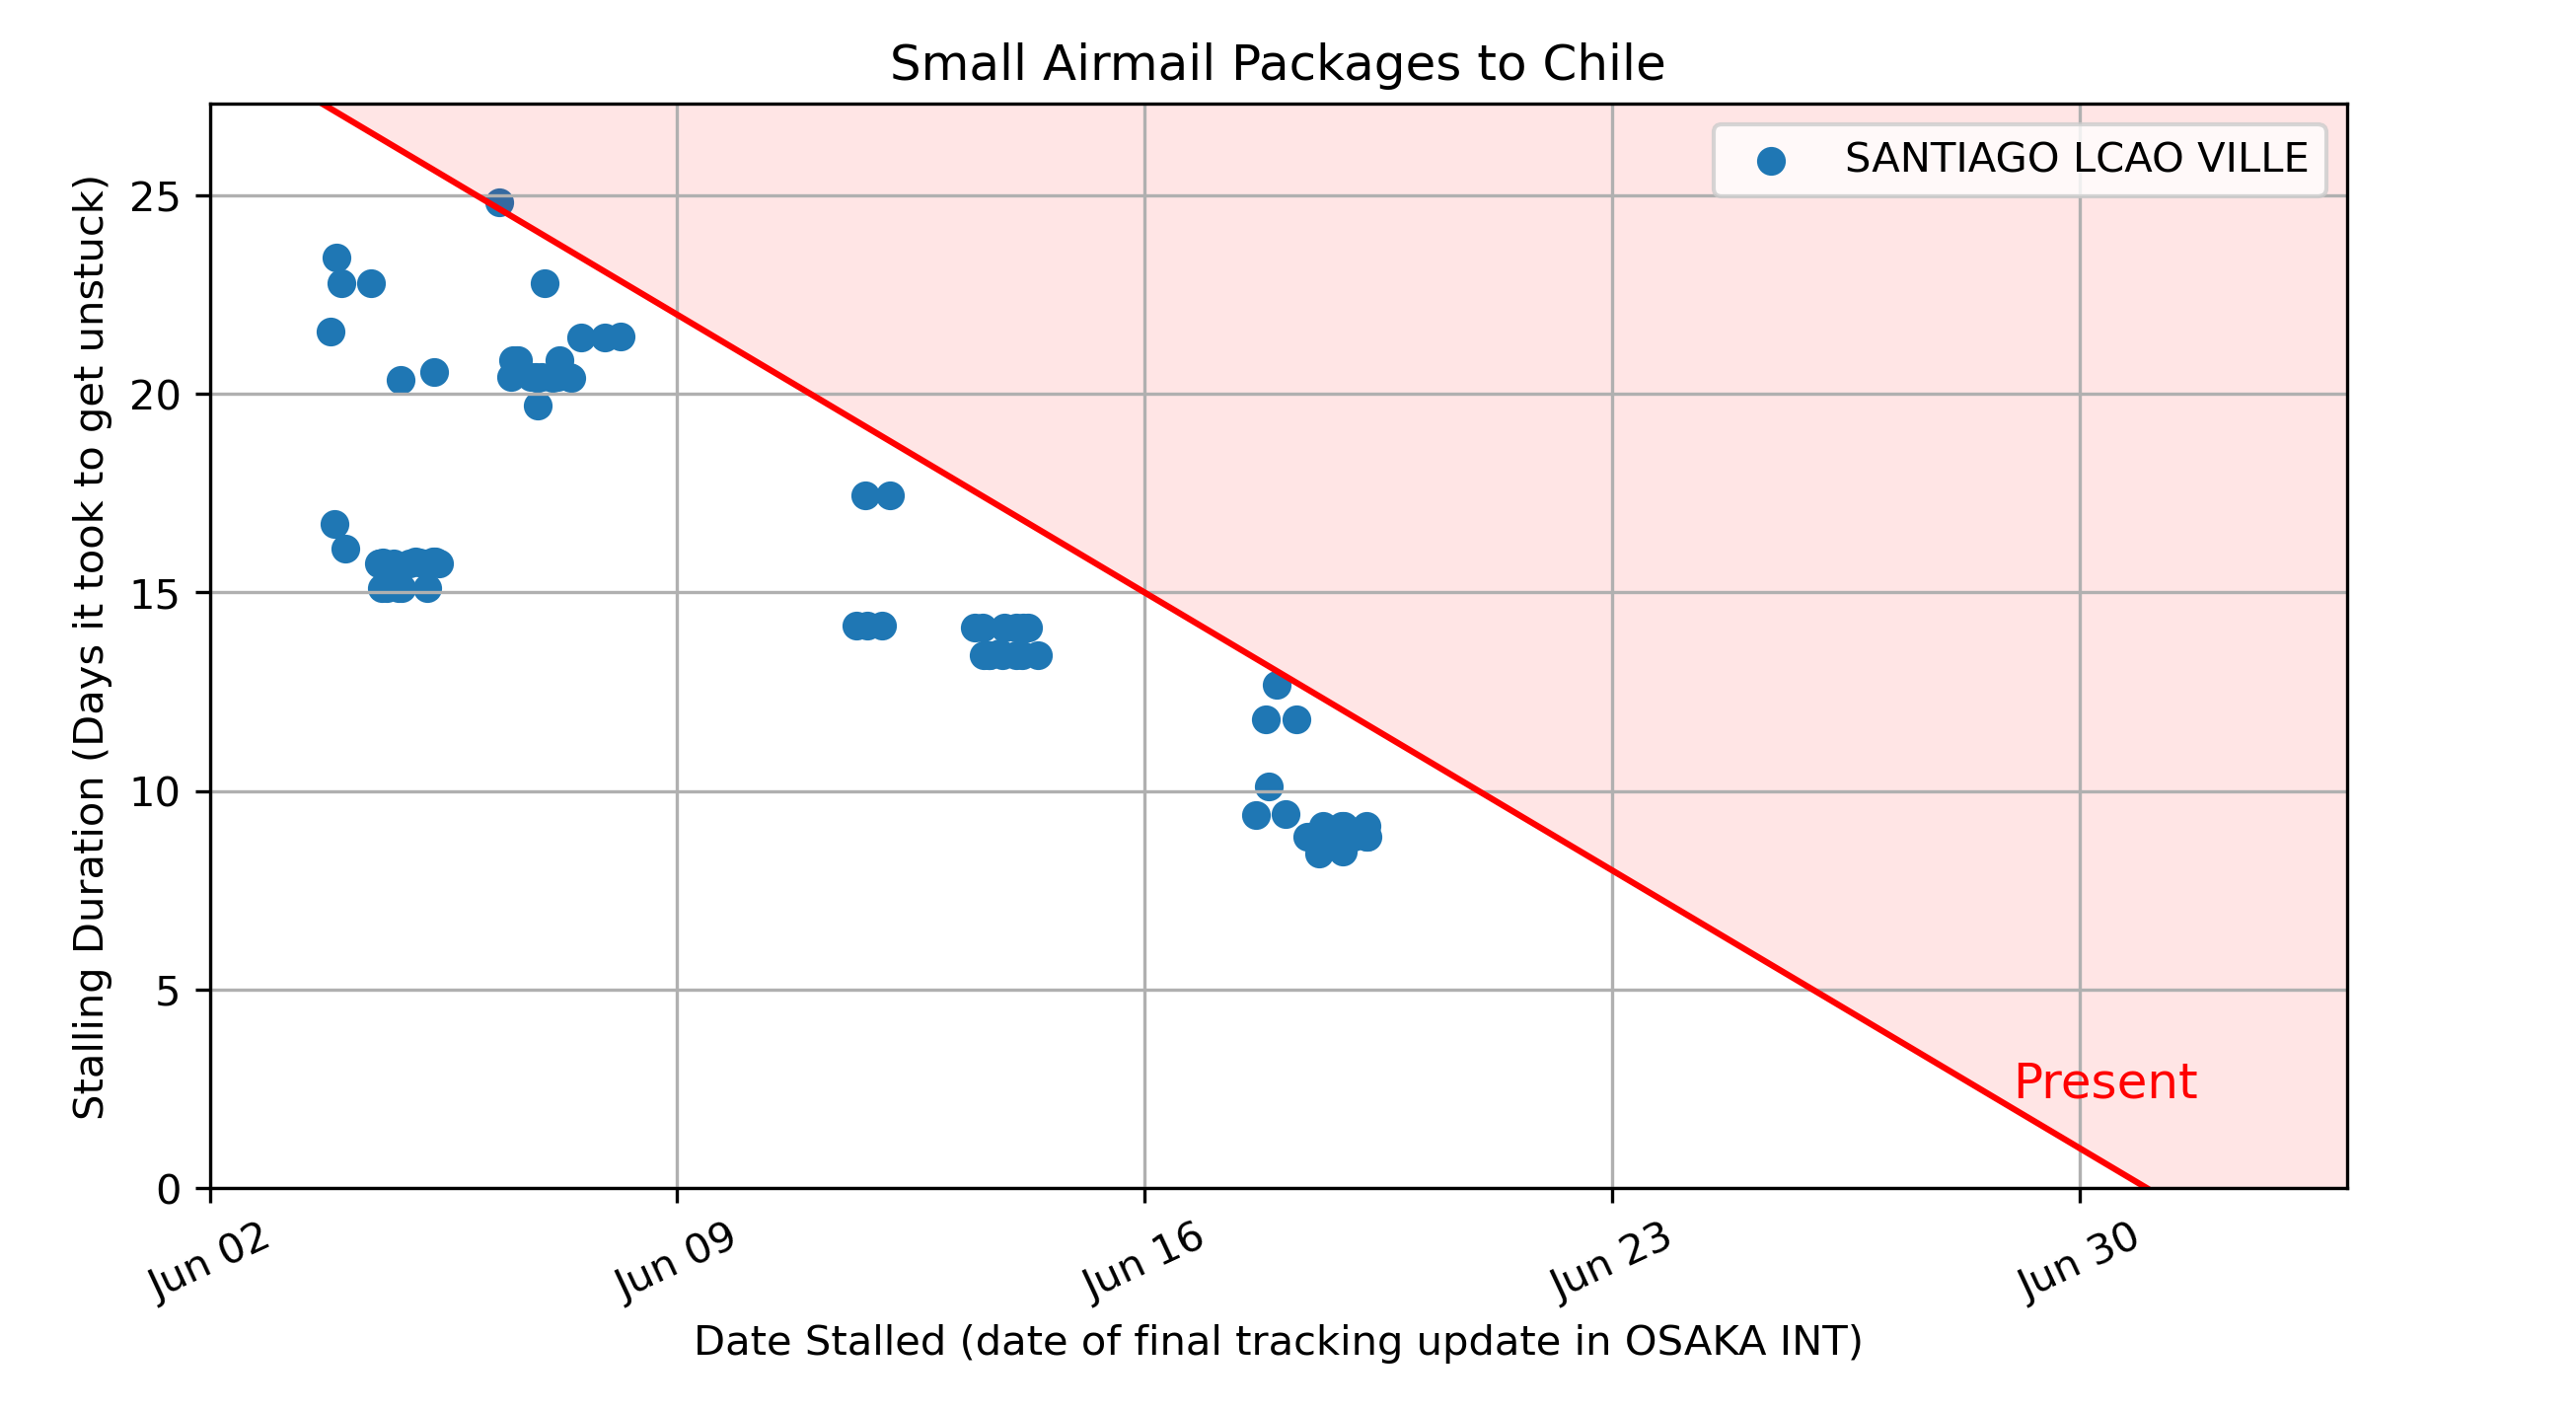 Small Airmail Packages to Chile
SANTIAGO LCAO VILLE
Stalling Duration (Days it took to get unstuck)
25
20
15
10
5
0
Present
Jun 02
Jun 09
Jun 16
Jun 23
Jun 30
Date Stalled (date of final tracking update in OSAKA INT)